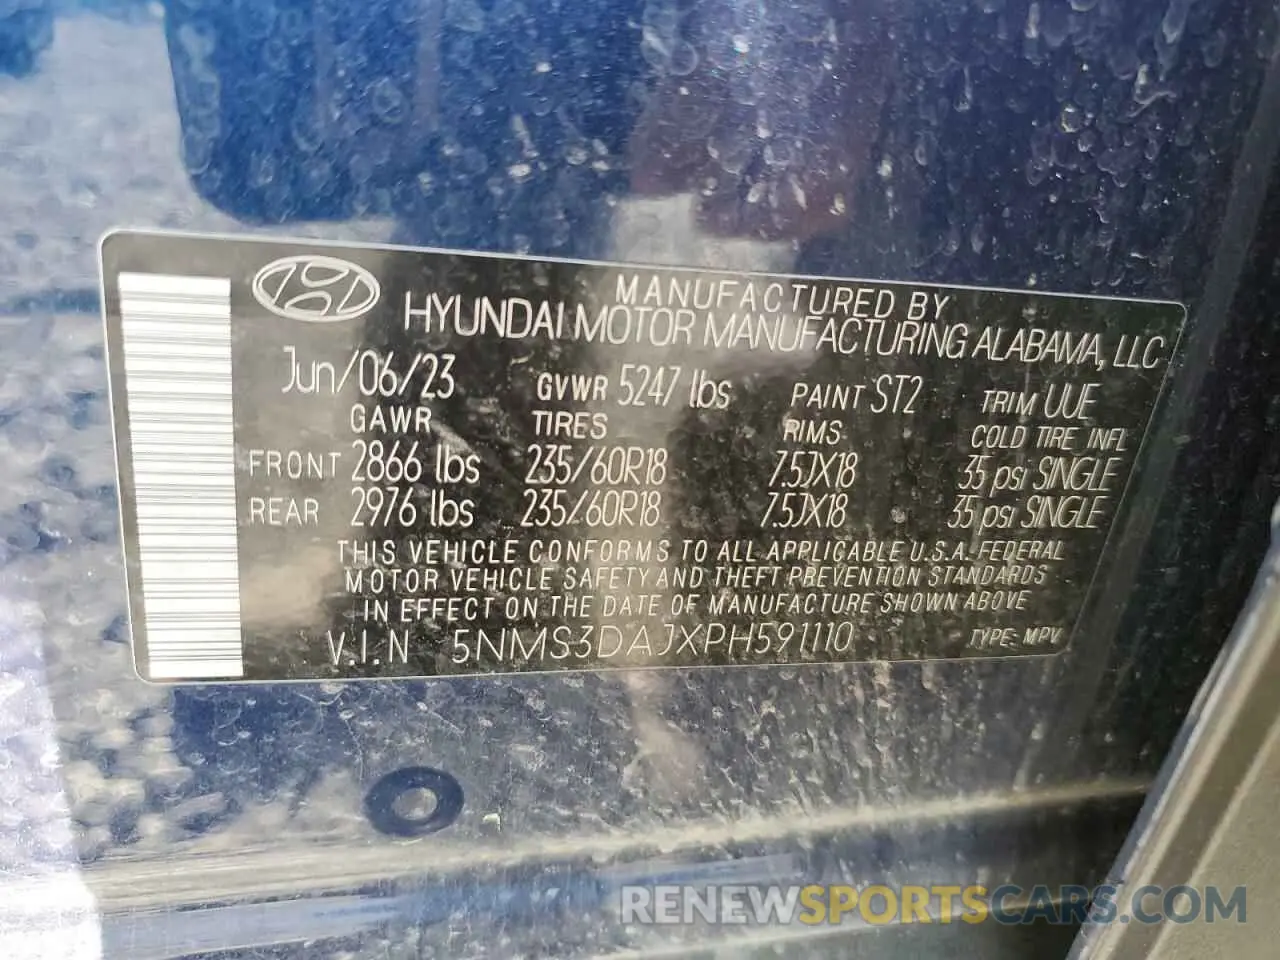 MANUFACTURED BY
HYUNDAI MOTOR MANUFACTURING ALABAMA, LLC
Jun/06/23 GVWR 5247 lbs PAINT ST2 TRIM UUE
GAWR TIRES RIMS COLD TIRE INFL
FRONT 2866 lbs 235/60R18 7.5JX18 35 psi SINGLE
REAR 2976 lbs 235/60R18 7.5JX18 35 psi SINGLE
THIS VEHICLE CONFORMS TO ALL APPLICABLE U.S.A. FEDERAL
MOTOR VEHICLE SAFETY AND THEFT PREVENTION STANDARDS
IN EFFECT ON THE DATE OF MANUFACTURE SHOWN ABOVE
V.I.N 5NMS3DAJXPH591110 TYPE: MPV
RENEWSPORTSCARS.COM